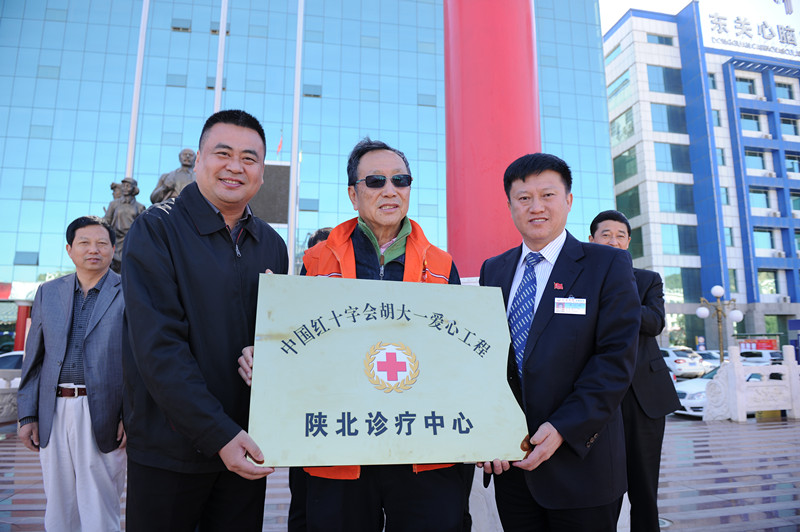 东关心脑
中国红十字会胡大一爱心工程
陕北诊疗中心